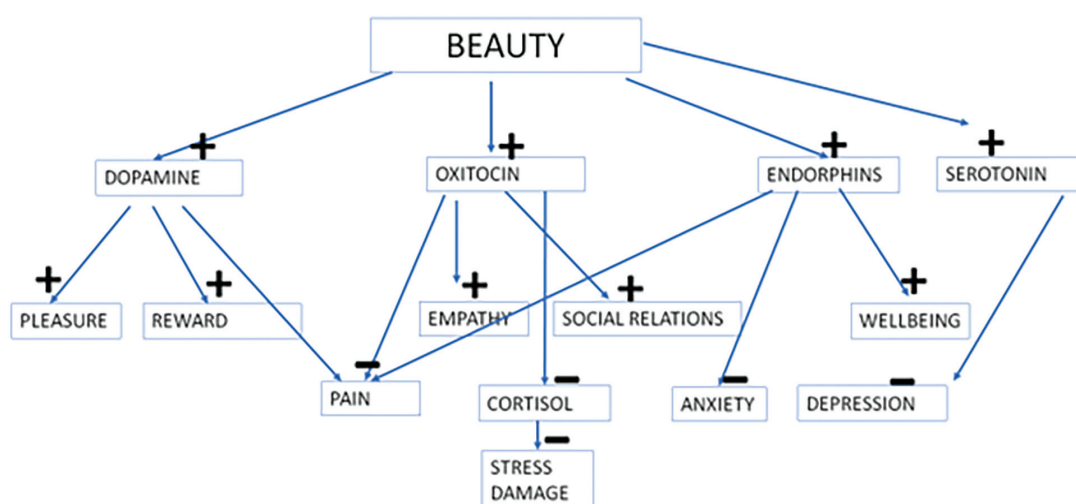 BEAUTY
+
+
+
+
DOPAMINE
OXITOCIN
ENDORPHINS
SEROTONIN
+
+
+
+
+
PLEASURE
REWARD
EMPATHY
SOCIAL RELATIONS
WELLBEING
-
-
-
-
PAIN
CORTISOL
ANXIETY
DEPRESSION
-
STRESS
DAMAGE